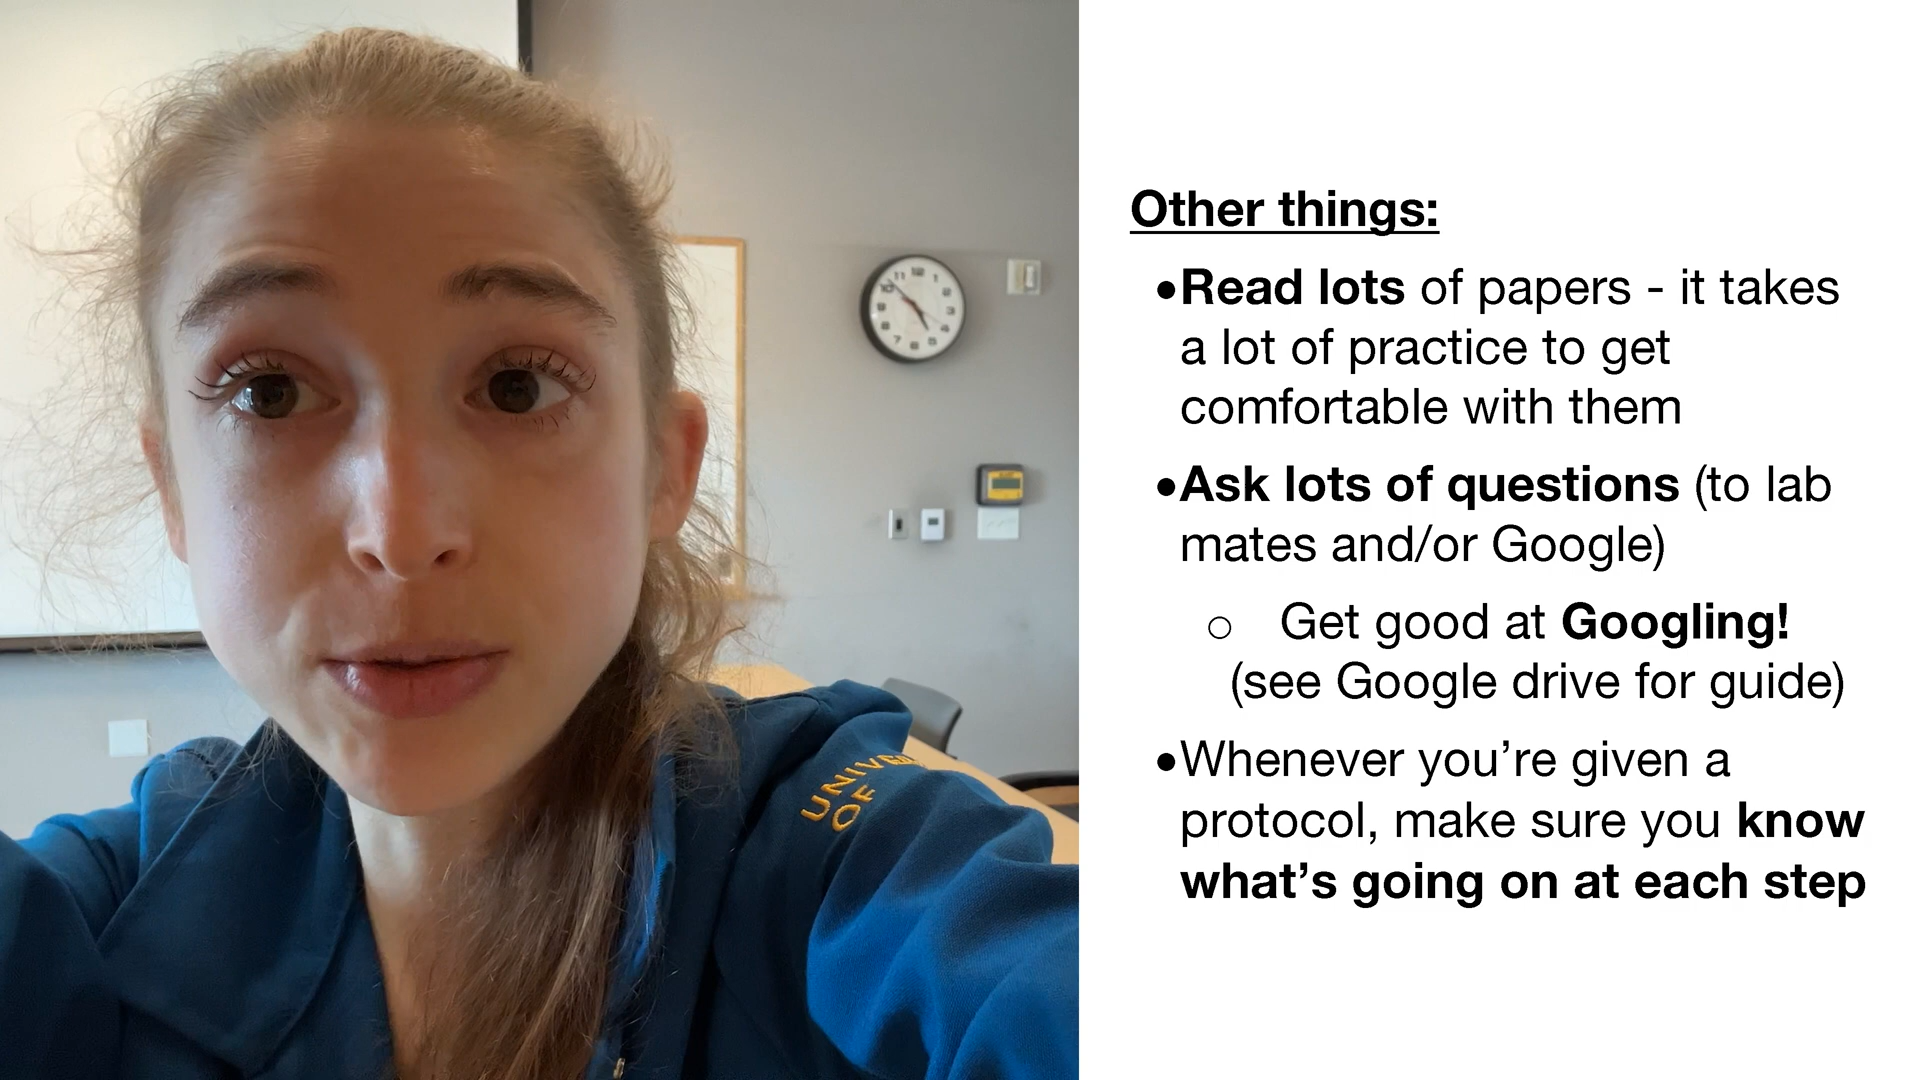 Other things:
•Read lots of papers - it takes
a lot of practice to get
comfortable with them
•Ask lots of questions (to lab
mates and/or Google)
○ Get good at Googling!
(see Google drive for guide)
•Whenever you’re given a
protocol, make sure you know
what’s going on at each step
OF